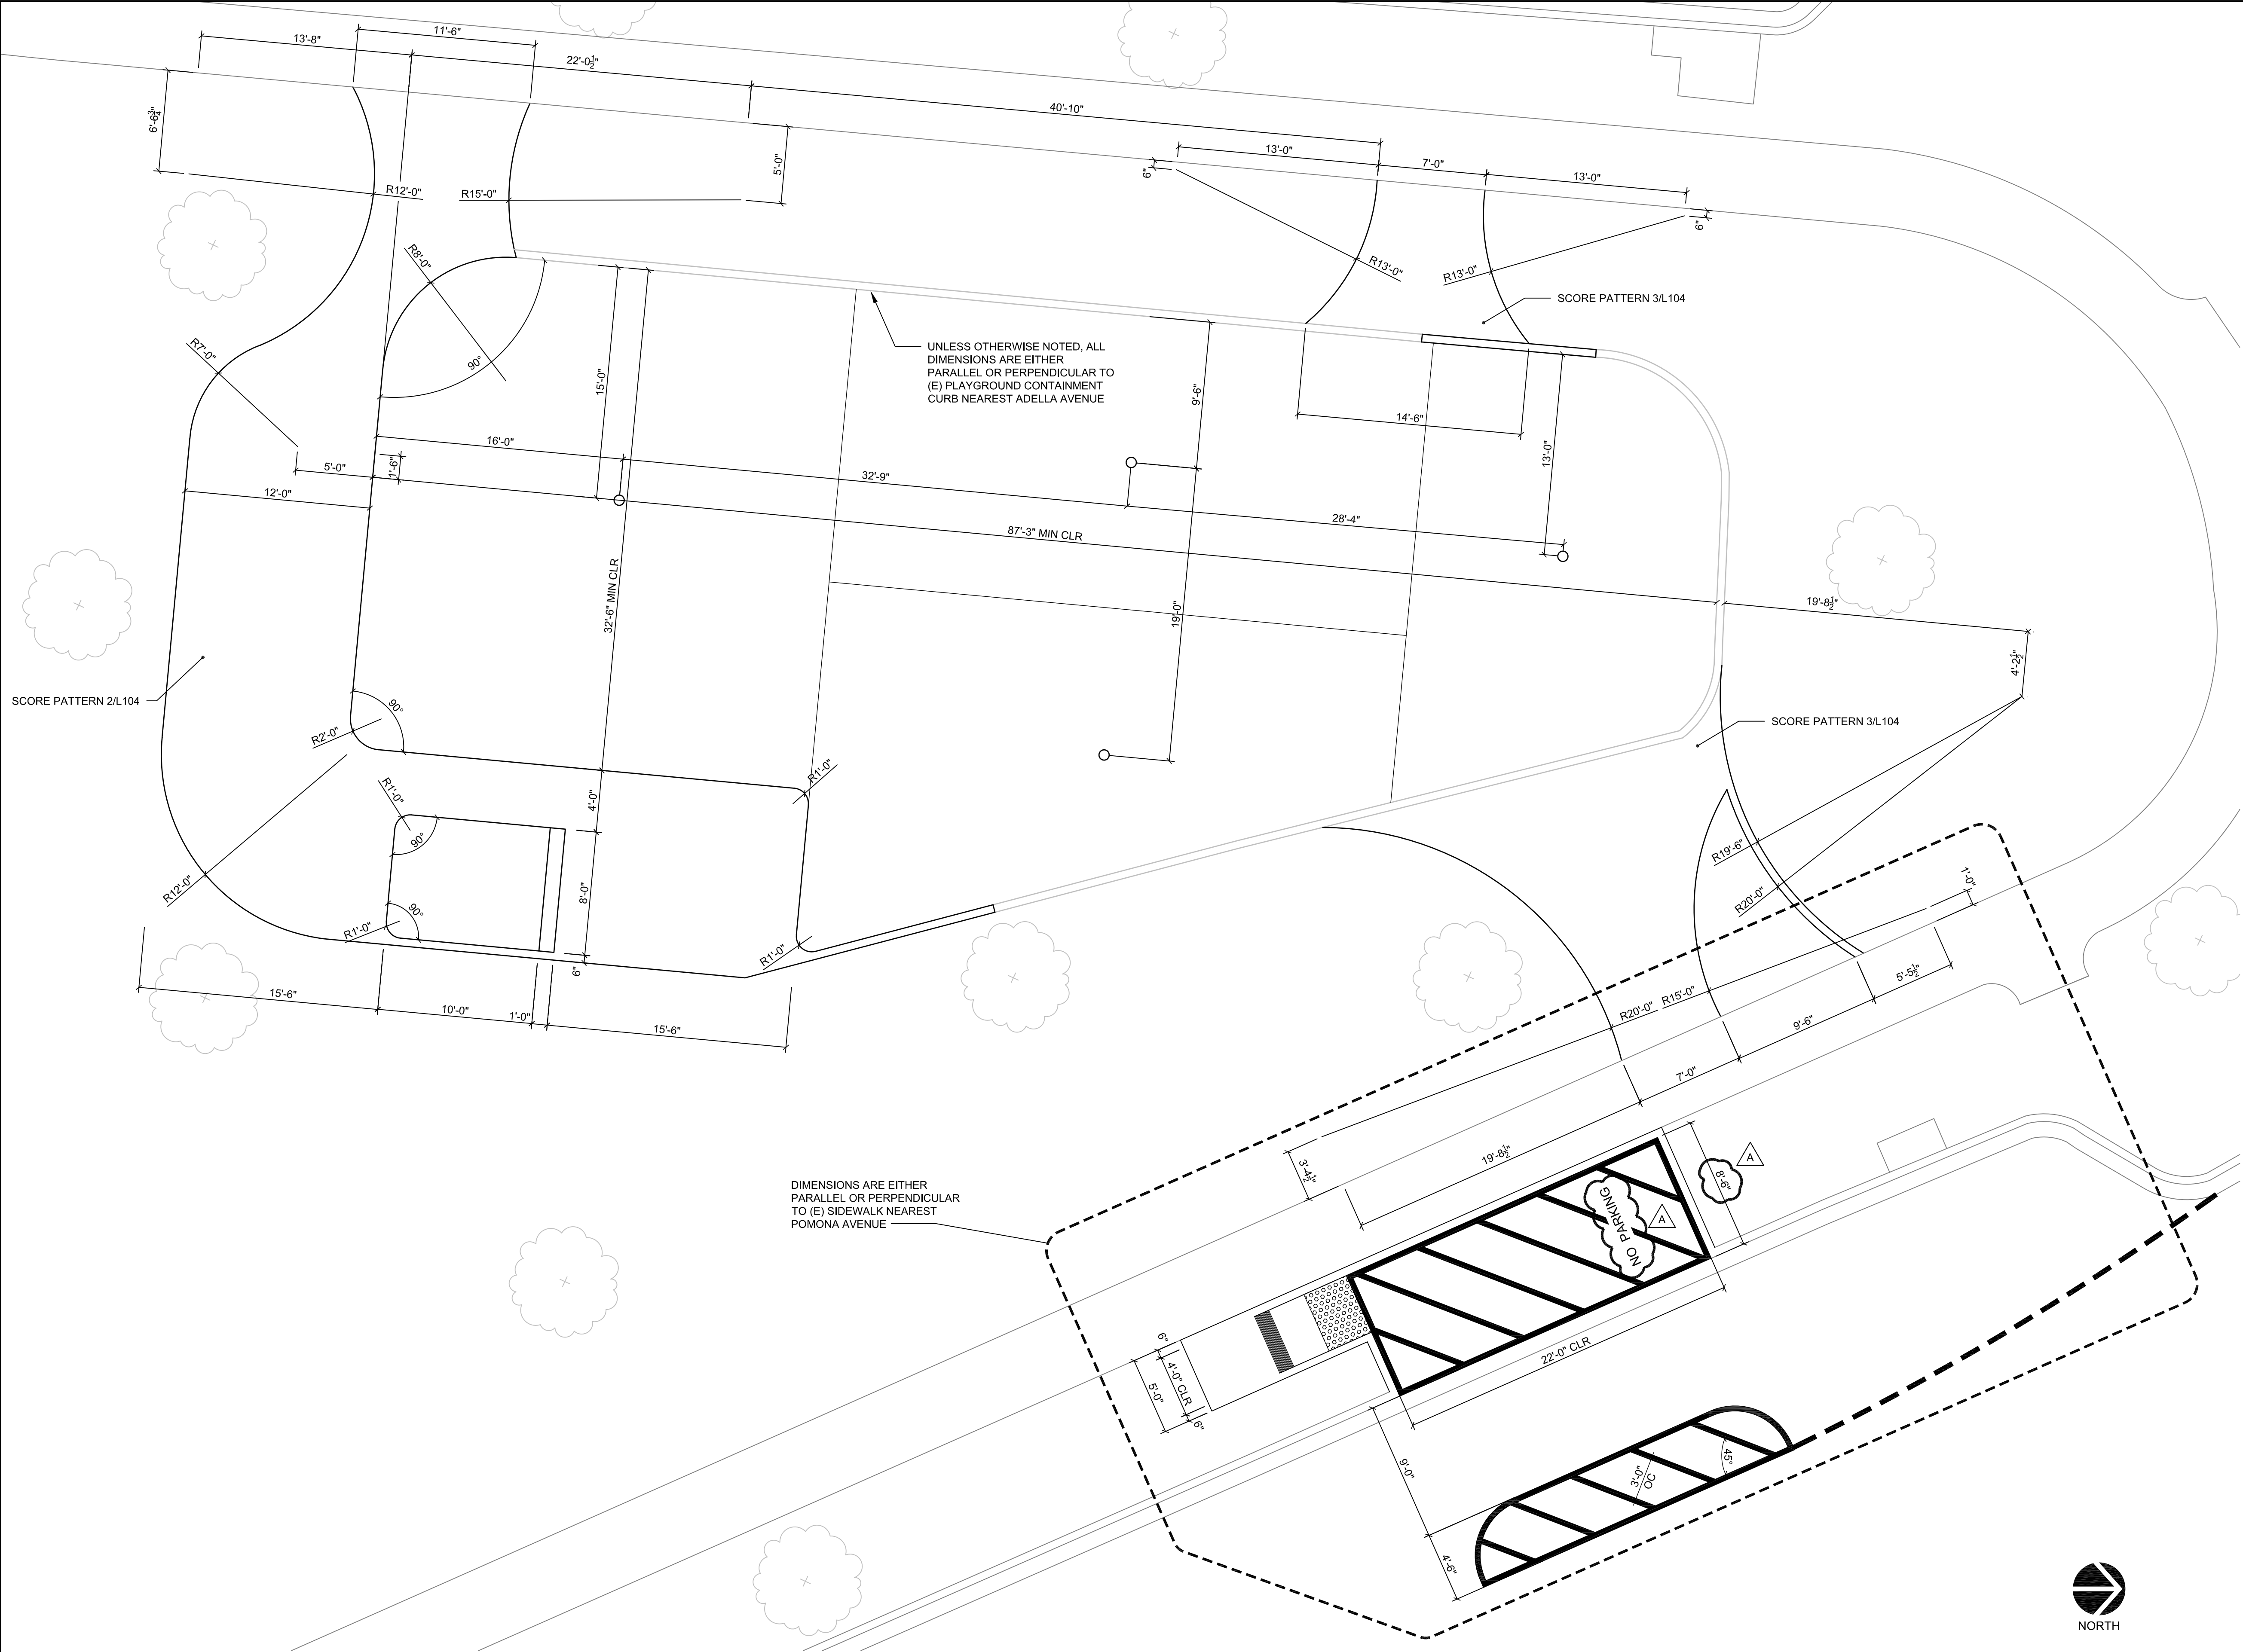 13'-8"
11'-6"
22'-0½"
40'-10"
6'-6¾"
5'-0"
13'-0"
7'-0"
13'-0"
6"
6"
R12'-0"
R15'-0"
R8'-0"
R13'-0"
R13'-0"
SCORE PATTERN 3/L104
UNLESS OTHERWISE NOTED, ALL
DIMENSIONS ARE EITHER
PARALLEL OR PERPENDICULAR TO
(E) PLAYGROUND CONTAINMENT
CURB NEAREST ADELLA AVENUE
R7'-0"
90°
15'-0"
9'-6"
14'-6"
13'-0"
16'-0"
5'-0"
1'-6"
12'-0"
32'-9"
28'-4"
87'-3" MIN CLR
32'-6" MIN CLR
19'-0"
19'-8½"
4'-2½"
SCORE PATTERN 2/L104
90°
R2'-0"
SCORE PATTERN 3/L104
R1'-0"
R1'-0"
4'-0"
90°
R12'-0"
8'-0"
90°
R1'-0"
R1'-0"
6"
15'-6"
10'-0"
1'-0"
15'-6"
R19'-6"
R20'-0"
1'-0"
R20'-0"
R15'-0"
5'-5½"
9'-6"
7'-0"
19'-8½"
3'-4½"
8'-6"
A
NO PARKING
A
DIMENSIONS ARE EITHER
PARALLEL OR PERPENDICULAR
TO (E) SIDEWALK NEAREST
POMONA AVENUE
6"
4'-0" CLR
5'-0"
6"
22'-0" CLR
9'-0"
3'-0"
OC
45°
4'-6"
NORTH